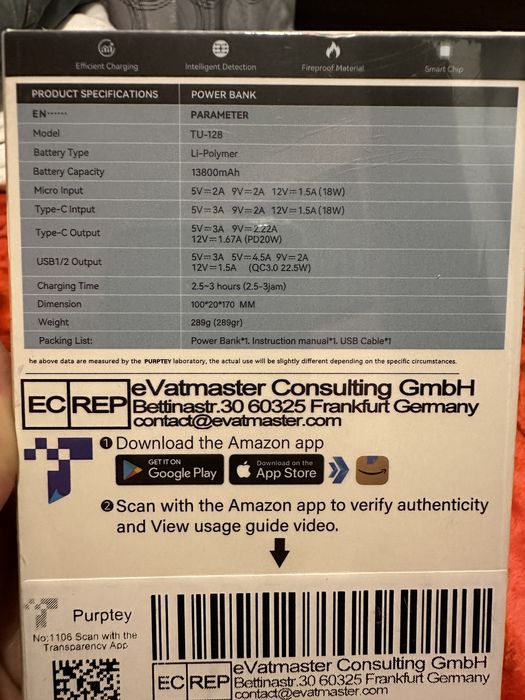 Efficient Charging Intelligent Detection Fireproof Material Smart Chip
PRODUCT SPECIFICATIONS POWER BANK
EN------ PARAMETER
Model TU-128
Battery Type Li-Polymer
Battery Capacity 13800mAh
Micro Input 5V⎓2A 9V⎓2A 12V⎓1.5A(18W)
Type-C Intput 5V⎓3A 9V⎓2A 12V⎓1.5A(18W)
Type-C Output 5V⎓3A 9V⎓2.22A
12V⎓1.67A (PD20W)
USB1/2 Output 5V⎓3A 5V⎓4.5A 9V⎓2A
12V⎓1.5A (QC3.0 22.5W)
Charging Time 2.5~3 hours (2.5-3jam)
Dimension 100*20*170 MM
Weight 289g (289gr)
Packing List: Power Bank*1. Instruction manual*1. USB Cable*1
he above data are measured by the PURPTEY laboratory, the actual use will be slightly different depending on the specific circumstances.
EC REP eVatmaster Consulting GmbH
Bettinastr.30 60325 Frankfurt Germany
contact@evatmaster.com
1 Download the Amazon app
GET IT ON Google Play Download on the App Store
2 Scan with the Amazon app to verify authenticity
and View usage guide video.
Purptey
No:1106 Scan with the
Transparency App
EC REP eVatmaster Consulting GmbH
Bettinastr.30 60325 Frankfurt Germany
contact@evatmaster.com